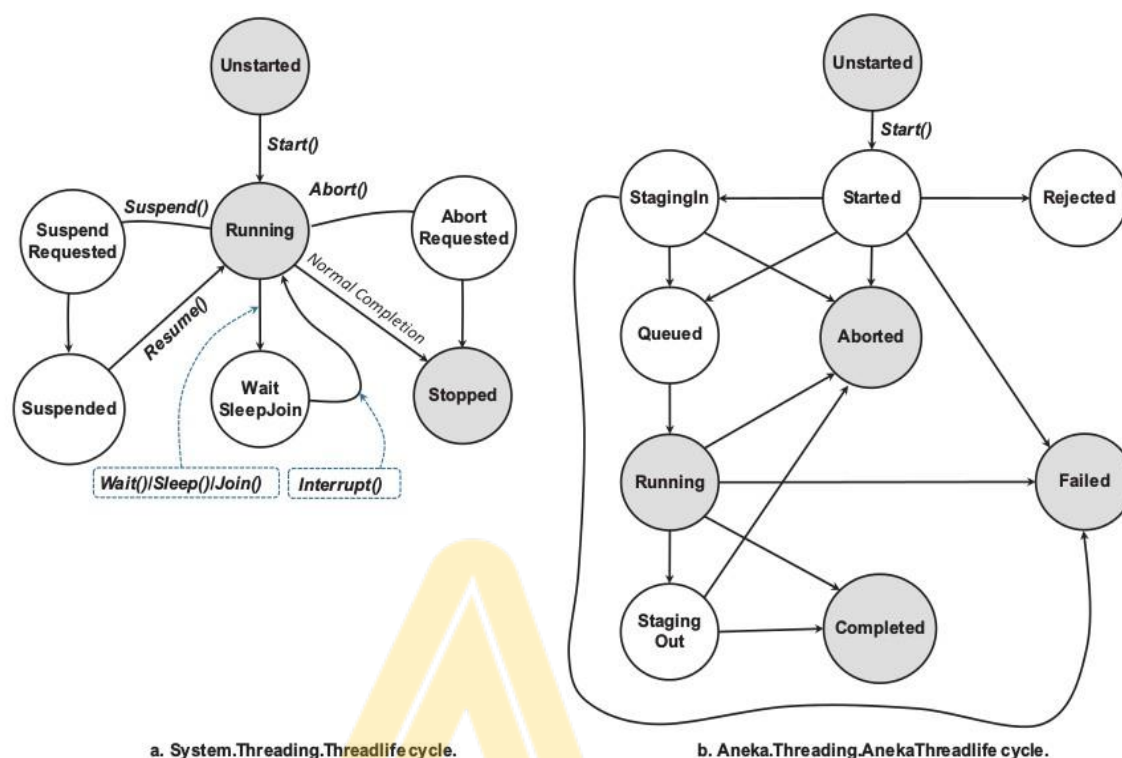 Unstarted
Start()
Suspend()
Abort()
Suspend
Requested
Running
Abort
Requested
Resume()
Normal Completion
Suspended
Wait
SleepJoin
Stopped
Wait()/Sleep()/Join()
Interrupt()
a. System.Threading.Threadlife cycle.
Unstarted
Start()
StagingIn
Started
Rejected
Queued
Aborted
Running
Failed
Staging
Out
Completed
b. Aneka.Threading.AnekaThreadlife cycle.